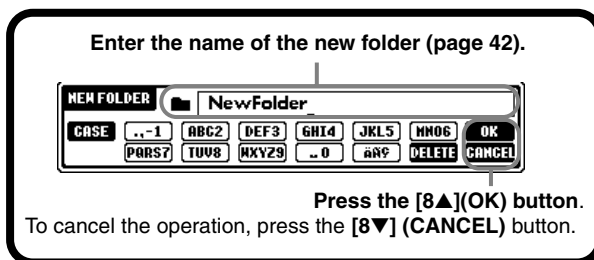 Enter the name of the new folder (page 42).
NEW FOLDER NewFolder_
CASE .,-1 ABC2 DEF3 GHI4 JKL5 MNO6 OK
PQRS7 TUV8 WXYZ9 ␣0 äñç DELETE CANCEL
Press the [8▲](OK) button.
To cancel the operation, press the [8▼] (CANCEL) button.